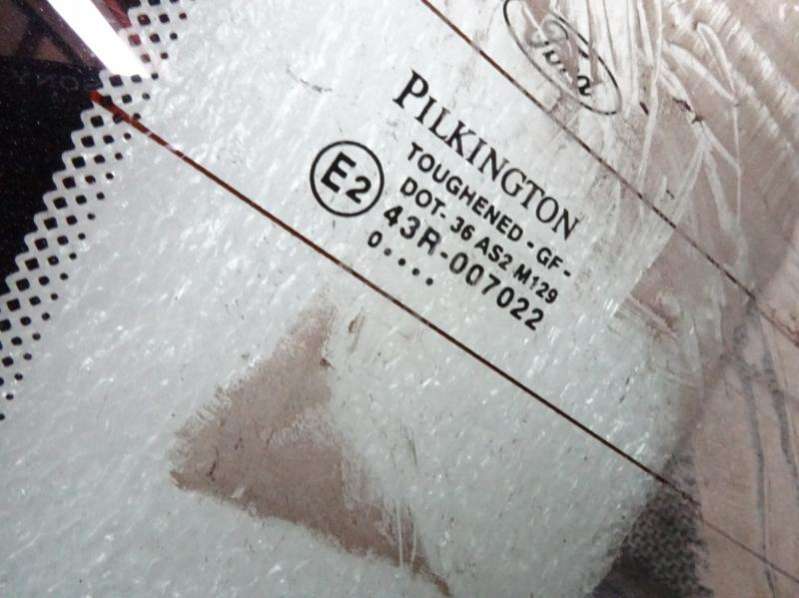 Ford
PILKINGTON
TOUGHENED - GF -
E2
DOT- 36 AS2 M129
43R-007022
0••••